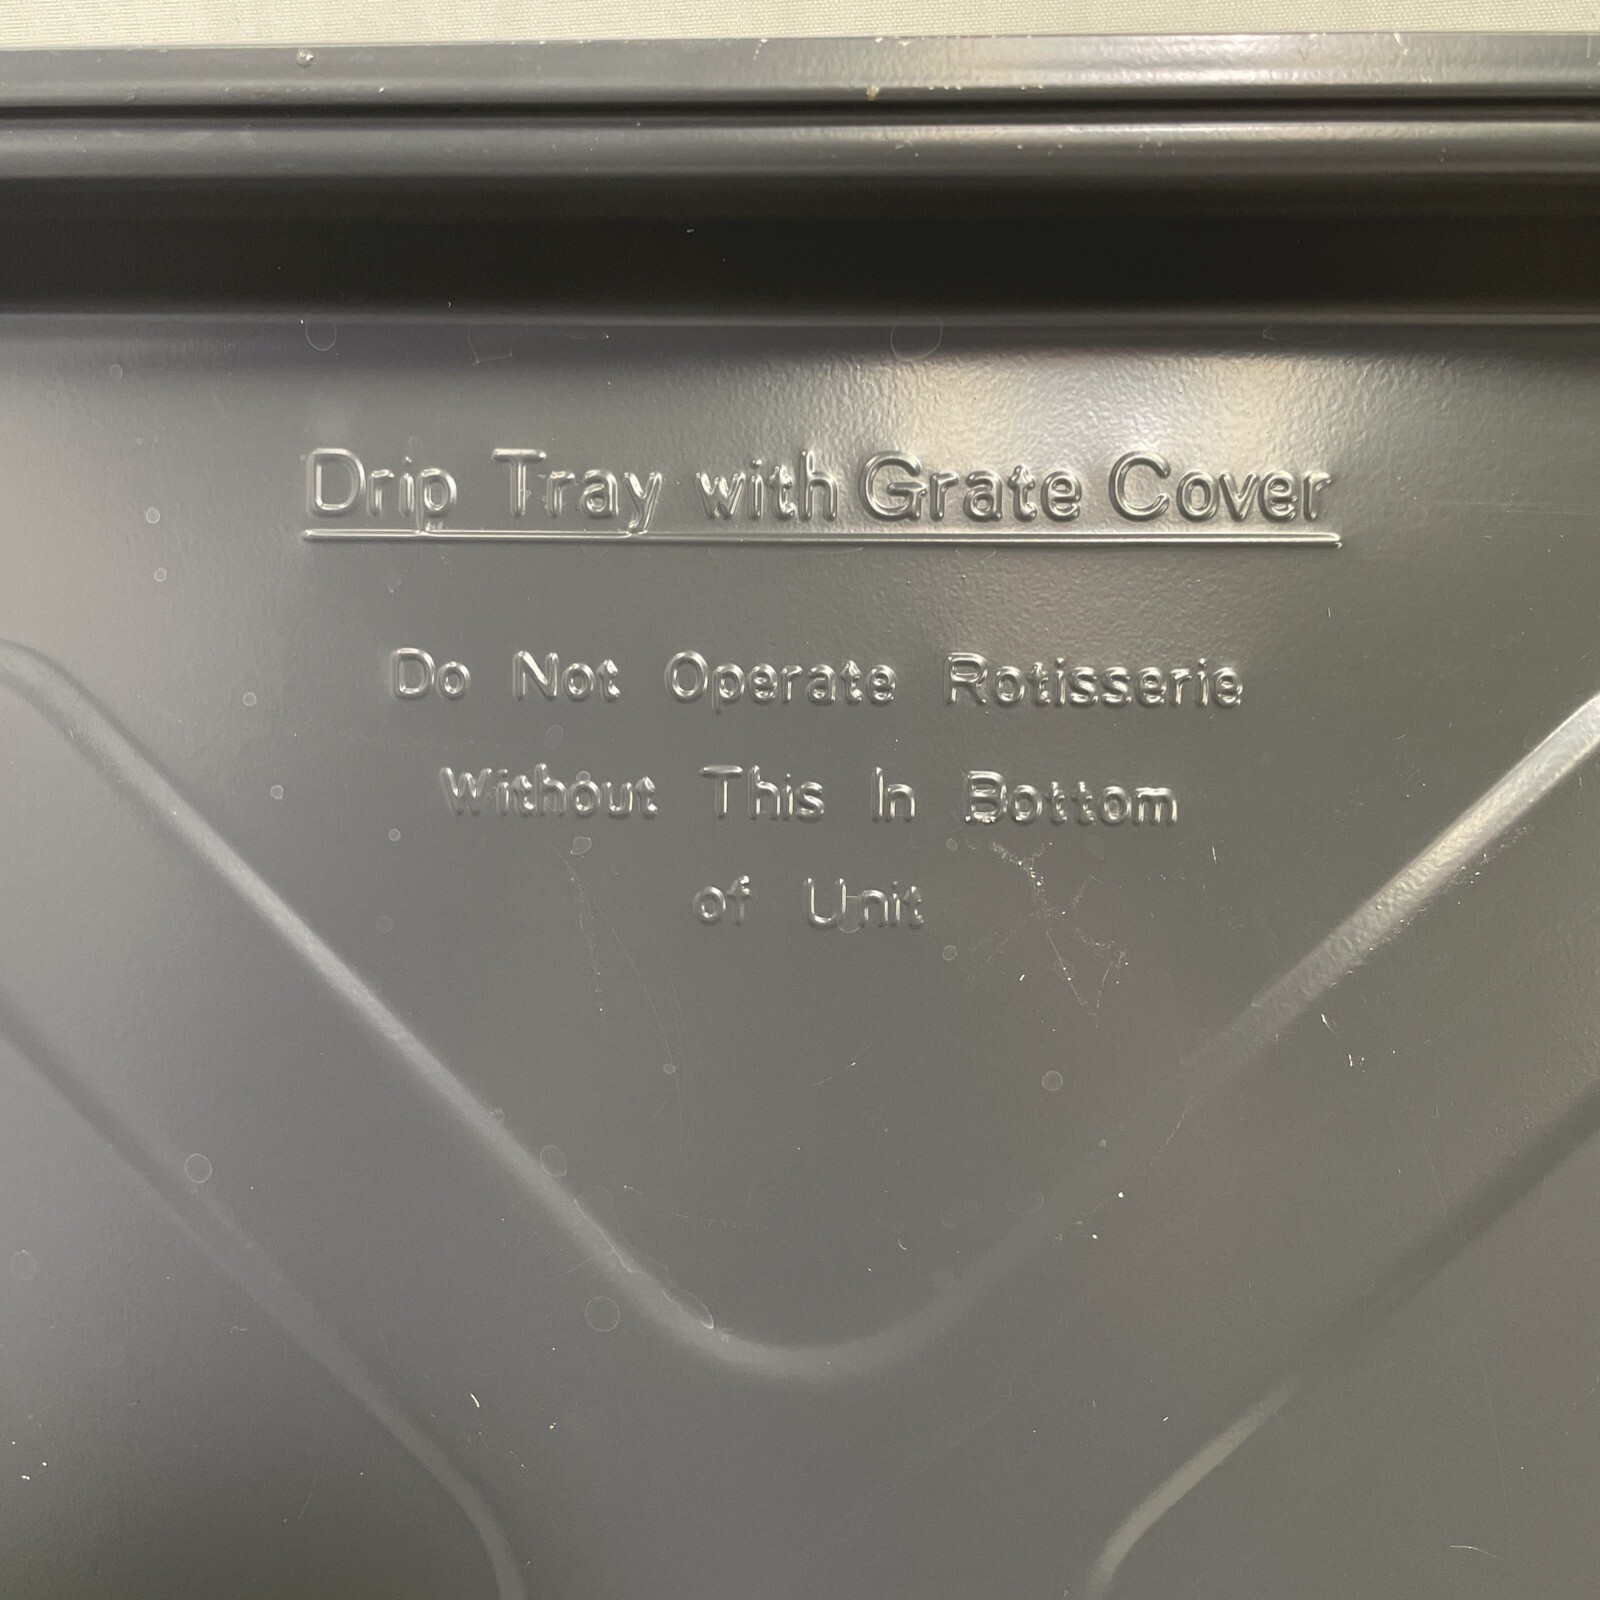 Drip Tray with Grate Cover
Do Not Operate Rotisserie
Without This In Bottom
of Unit